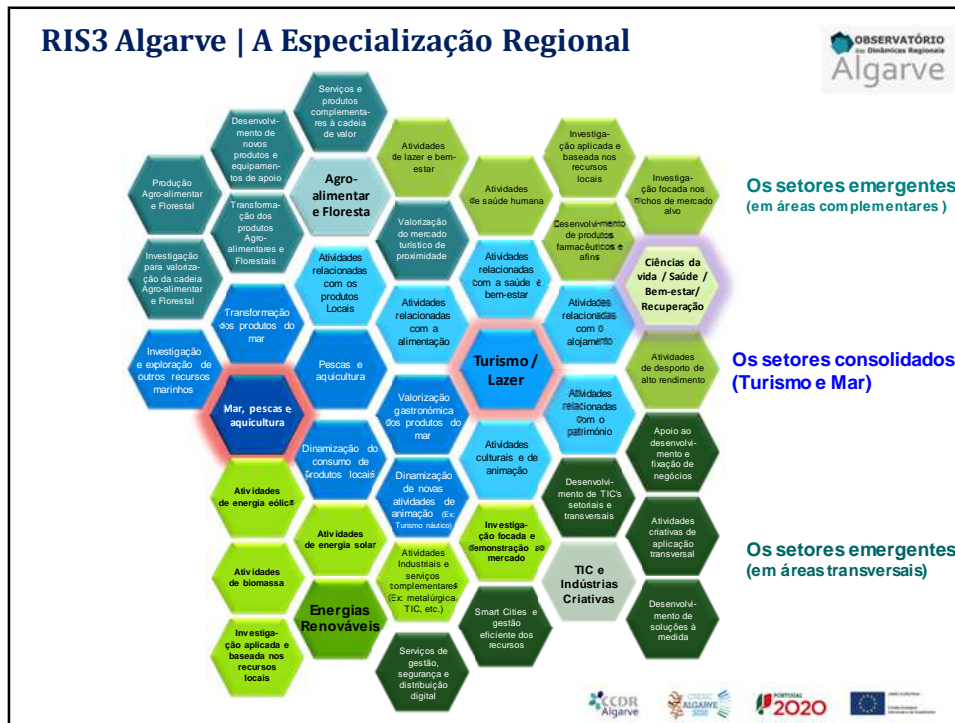 RIS3 Algarve | A Especialização Regional
OBSERVATÓRIO
das Dinâmicas Regionais
Algarve
Serviços e
produtos
complementa-
res à cadeia
de valor
Desenvolvi-
mento de
novos
produtos e
equipamen-
tos de apoio
Atividades
de lazer e bem-
estar
Investiga-
ção aplicada e
baseada nos
recursos
locais
Produção
Agro-alimentar
e Florestal
Agro-
alimentar
e Floresta
Atividades
de saúde humana
Investiga-
ção focada nos
nichos de mercado
alvo
Os setores emergentes
(em áreas complementares )
Transforma-
ção dos
produtos
Agro-
alimentares e
Florestais
Valorização
do mercado
turístico de
proximidade
Desenvolvimento
de produtos
farmacêuticos e
afins
Investigação
para valoriza-
ção da cadeia
Agro-alimentar
e Florestal
Atividades
relacionadas
com os
produtos
Locais
Atividades
relacionadas
com a saúde e
bem-estar
Ciências da
vida / Saúde /
Bem-estar/
Recuperação
Transformação
dos produtos do
mar
Atividades
relacionadas
com a
alimentação
Atividades
relacionadas
com o
alojamento
Investigação
e exploração de
outros recursos
marinhos
Pescas e
aquicultura
Turismo /
Lazer
Atividades
de desporto de
alto rendimento
Os setores consolidados
(Turismo e Mar)
Mar, pescas e
aquicultura
Valorização
gastronómica
dos produtos do
mar
Atividades
relacionadas
com o
património
Dinamização do
consumo de
produtos locais
Atividades
culturais e de
animação
Apoio ao
desenvolvi-
mento e
fixação de
negócios
Atividades
de energia eólica
Dinamização
de novas
atividades de
animação (Ex:
Turismo náutico)
Desenvolvi-
mento de TIC's
setoriais e
transversais
Atividades
de energia solar
Investiga-
ção focada e
demonstração ao
mercado
Atividades
criativas de
aplicação
transversal
Os setores emergentes
(em áreas transversais)
Atividades
de biomassa
Atividades
Industriais e
serviços
complementares
(Ex: metalúrgica,
TIC, etc.)
TIC e
Indústrias
Criativas
Energias
Renováveis
Smart Cities e
gestão
eficiente dos
recursos
Desenvolvi-
mento de
soluções à
medida
Investiga-
ção aplicada e
baseada nos
recursos
locais
Serviços de
gestão,
segurança e
distribuição
digital
CCDR
Algarve
CRESC
ALGARVE
2020
PORTUGAL
2020
UNIÃO EUROPEIA